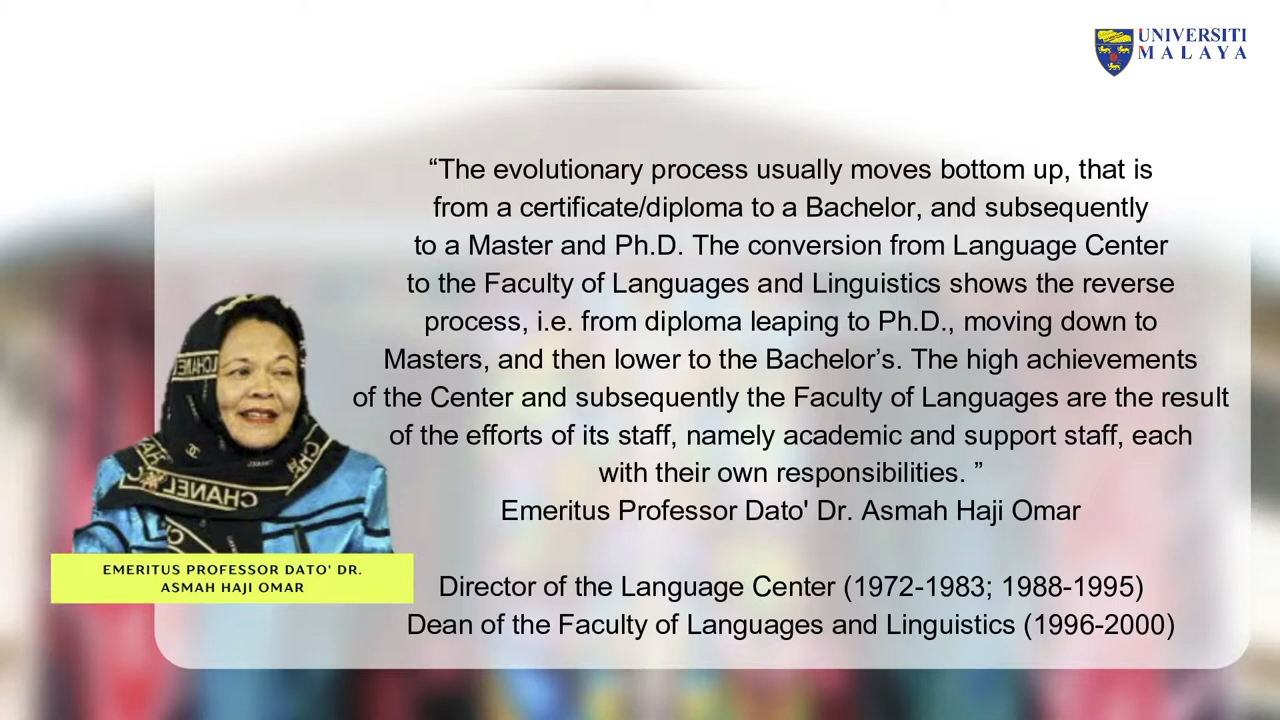 UNIVERSITI
MALAYA
“The evolutionary process usually moves bottom up, that is
from a certificate/diploma to a Bachelor, and subsequently
to a Master and Ph.D. The conversion from Language Center
to the Faculty of Languages and Linguistics shows the reverse
process, i.e. from diploma leaping to Ph.D., moving down to
Masters, and then lower to the Bachelor’s. The high achievements
of the Center and subsequently the Faculty of Languages are the result
of the efforts of its staff, namely academic and support staff, each
with their own responsibilities. ”
Emeritus Professor Dato' Dr. Asmah Haji Omar
Director of the Language Center (1972-1983; 1988-1995)
Dean of the Faculty of Languages and Linguistics (1996-2000)
CHANEL
CHANEL
EMERITUS PROFESSOR DATO' DR.
ASMAH HAJI OMAR